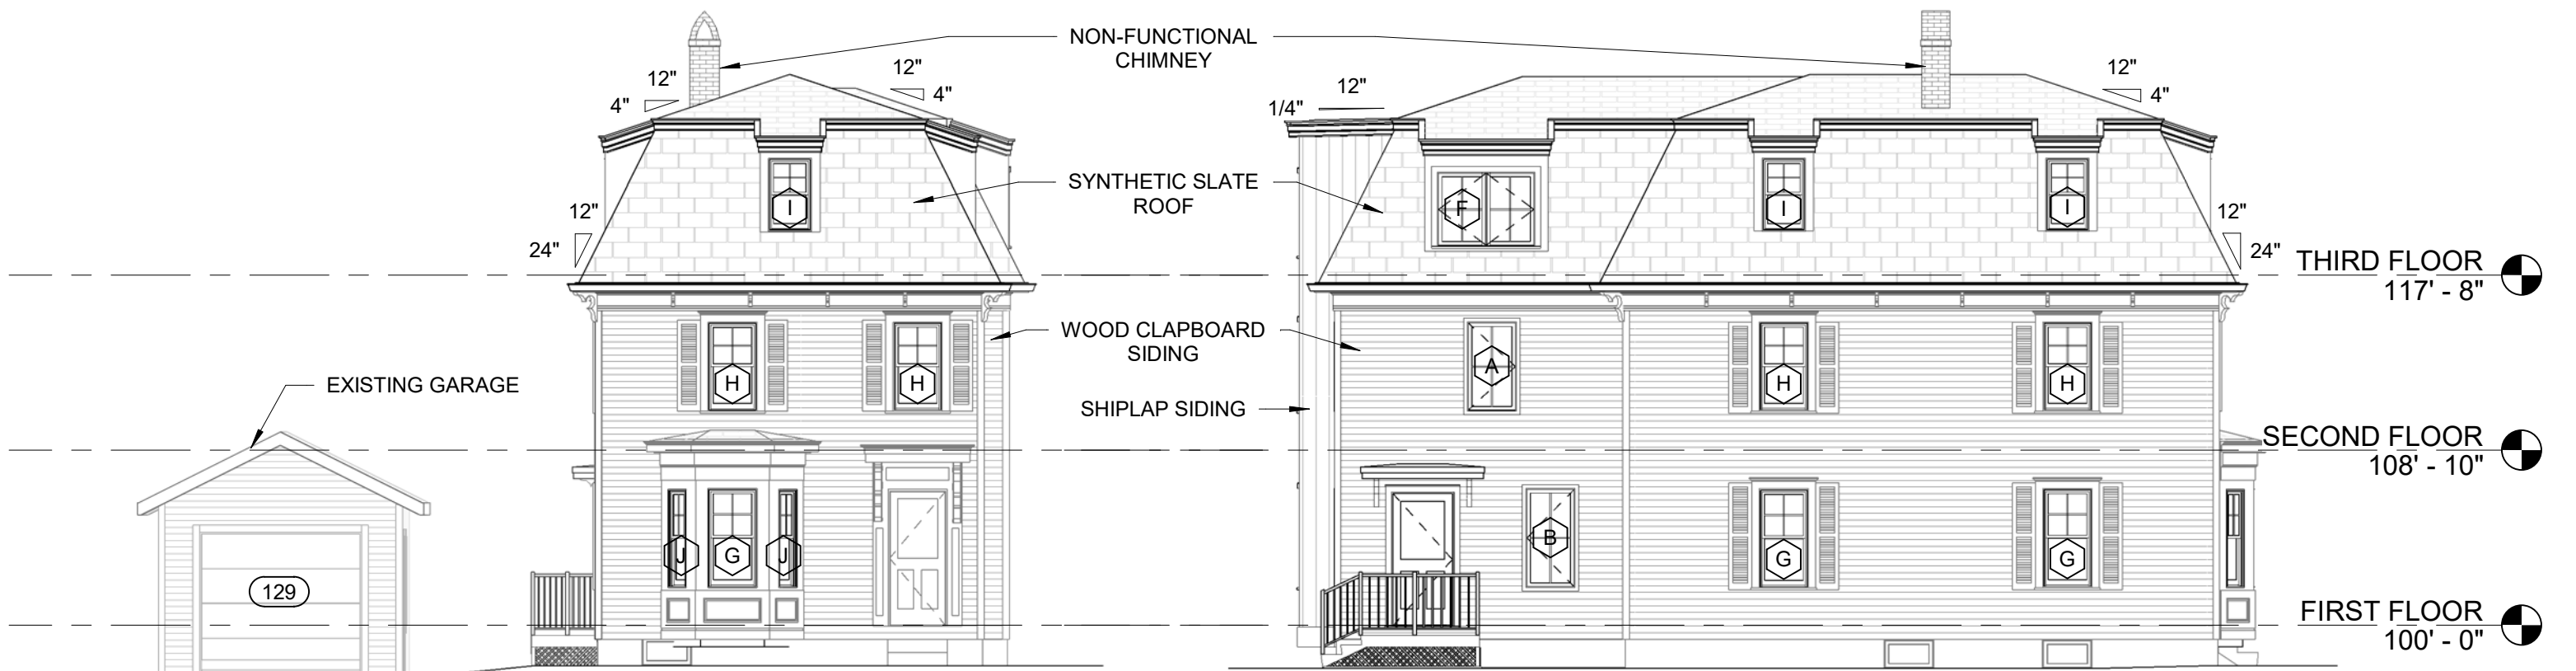 NON-FUNCTIONAL
CHIMNEY
12"
4"
12"
4"
12"
1/4"
12"
4"
SYNTHETIC SLATE
ROOF
I
F
I
I
12"
24"
12"
24"
THIRD FLOOR
117' - 8"
WOOD CLAPBOARD
SIDING
H
H
A
H
H
EXISTING GARAGE
SHIPLAP SIDING
SECOND FLOOR
108' - 10"
J
G
J
B
G
G
129
FIRST FLOOR
100' - 0"